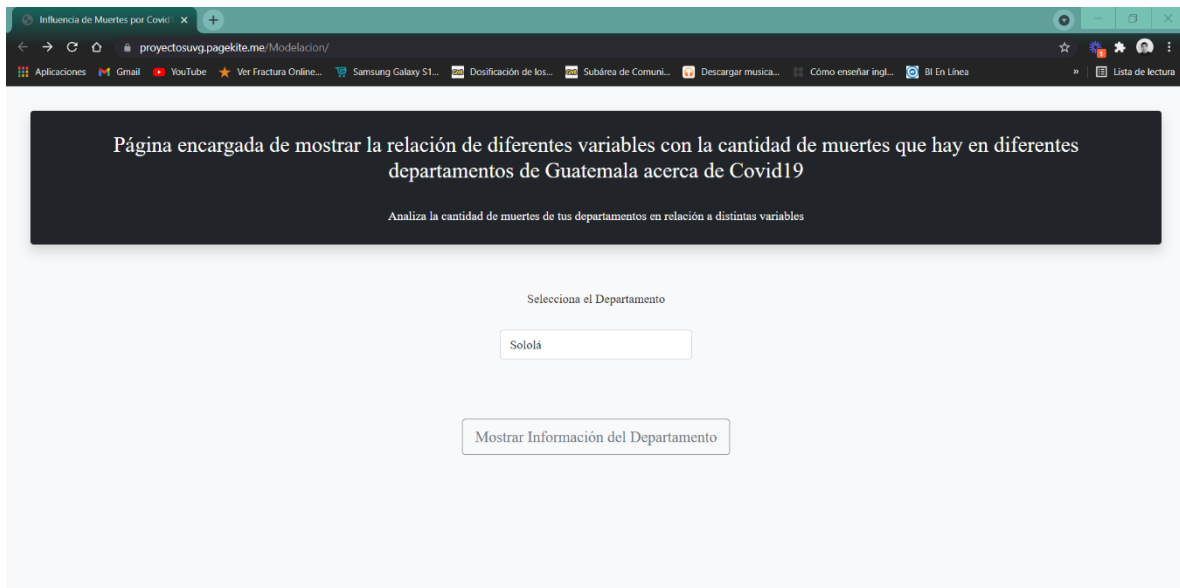 Influencia de Muertes por Covid
proyectosuvg.pagekite.me/Modelacion/
Aplicaciones Gmail YouTube Ver Fractura Online... Samsung Galaxy S1... Dosificación de los... Subárea de Comuni... Descargar musica... Cómo enseñar ingl... BI En Línea » Lista de lectura
Página encargada de mostrar la relación de diferentes variables con la cantidad de muertes que hay en diferentes
departamentos de Guatemala acerca de Covid19
Analiza la cantidad de muertes de tus departamentos en relación a distintas variables
Selecciona el Departamento
Sololá
Mostrar Información del Departamento